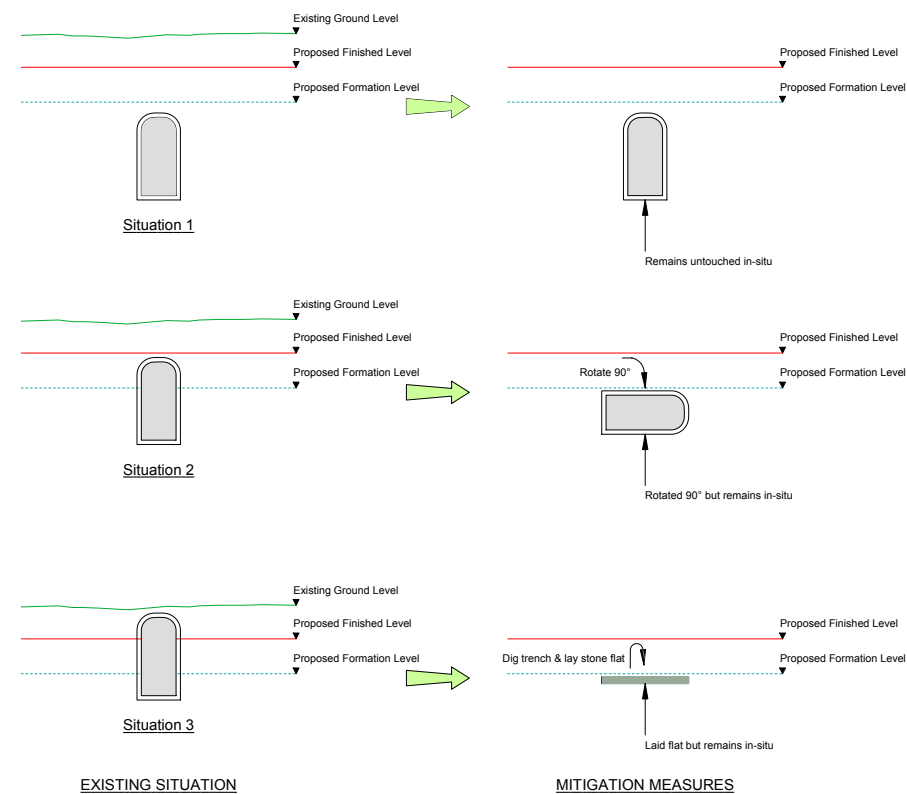 Existing Ground Level
Proposed Finished Level
Proposed Formation Level
Situation 1
Proposed Finished Level
Proposed Formation Level
Remains untouched in-situ
Existing Ground Level
Proposed Finished Level
Proposed Formation Level
Situation 2
Proposed Finished Level
Proposed Formation Level
Rotate 90°
Rotated 90° but remains in-situ
Existing Ground Level
Proposed Finished Level
Proposed Formation Level
Situation 3
Proposed Finished Level
Proposed Formation Level
Dig trench & lay stone flat
Laid flat but remains in-situ
EXISTING SITUATION
MITIGATION MEASURES